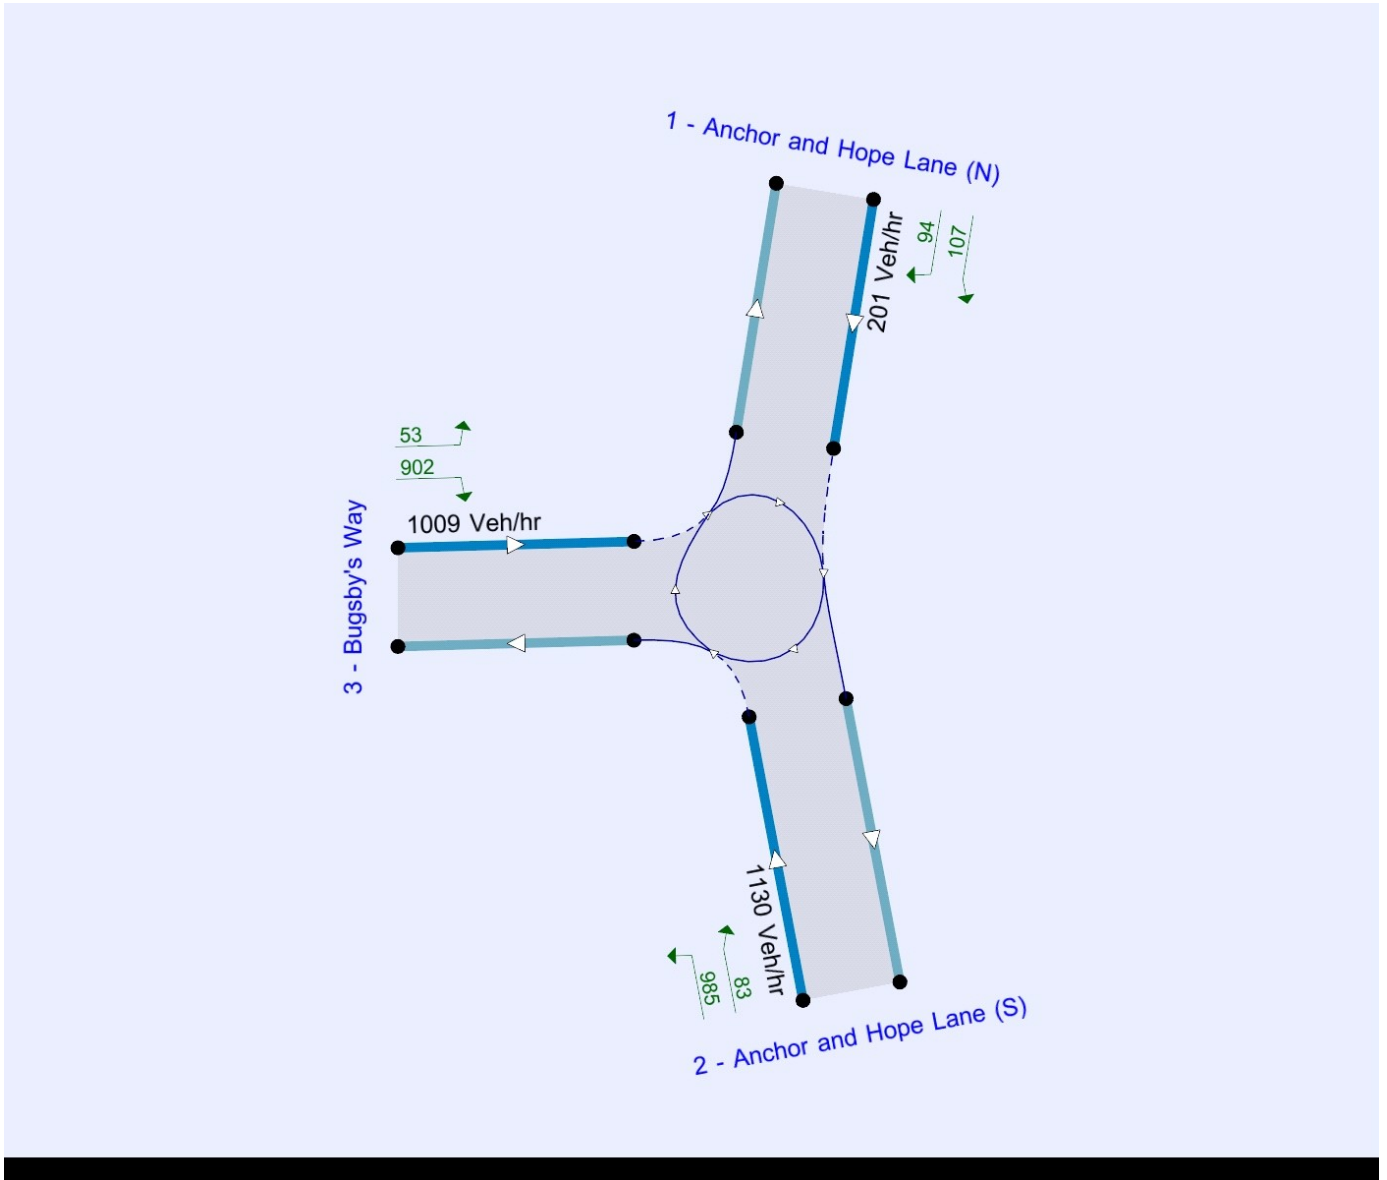 1 - Anchor and Hope Lane (N)
201 Veh/hr
94
107
53
902
1009 Veh/hr
3 - Bugsby's Way
1130 Veh/hr
985
83
2 - Anchor and Hope Lane (S)